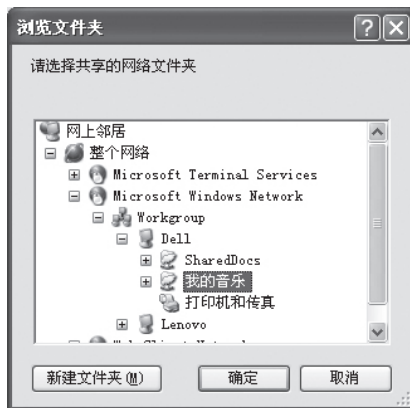 浏览文件夹
请选择共享的网络文件夹
网上邻居
整个网络
Microsoft Terminal Services
Microsoft Windows Network
Workgroup
Dell
SharedDocs
我的音乐
打印机和传真
Lenovo
新建文件夹(M) 确定 取消